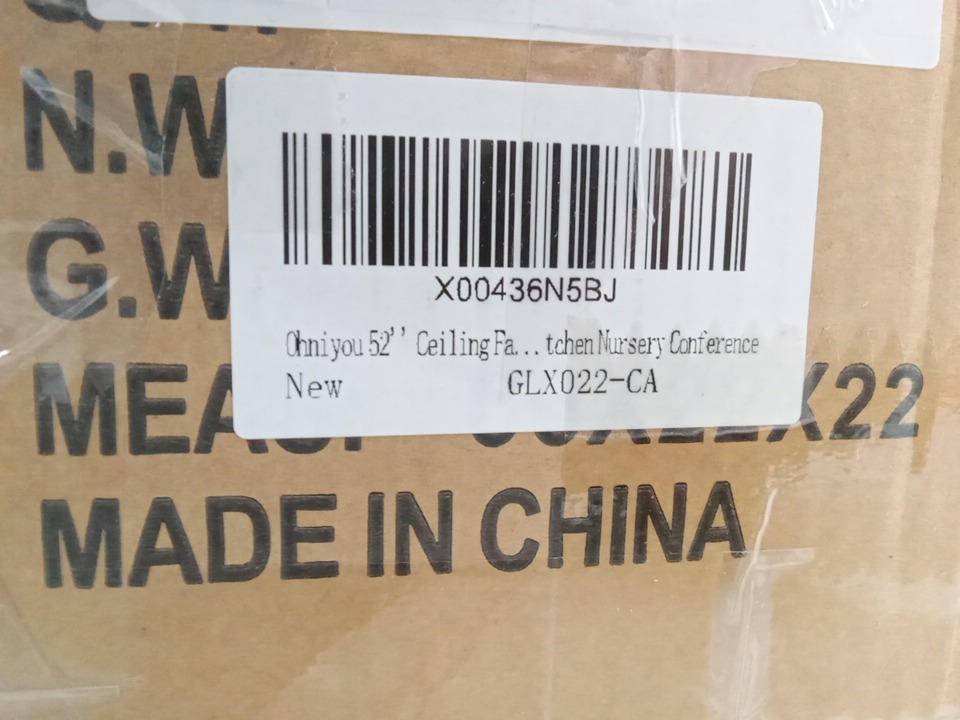 N.W
G.W
X00436N5BJ
Ohniyou 52'' Ceiling Fa...tchen Nursery Conference
New GLX022-CA
X22
MADE IN CHINA